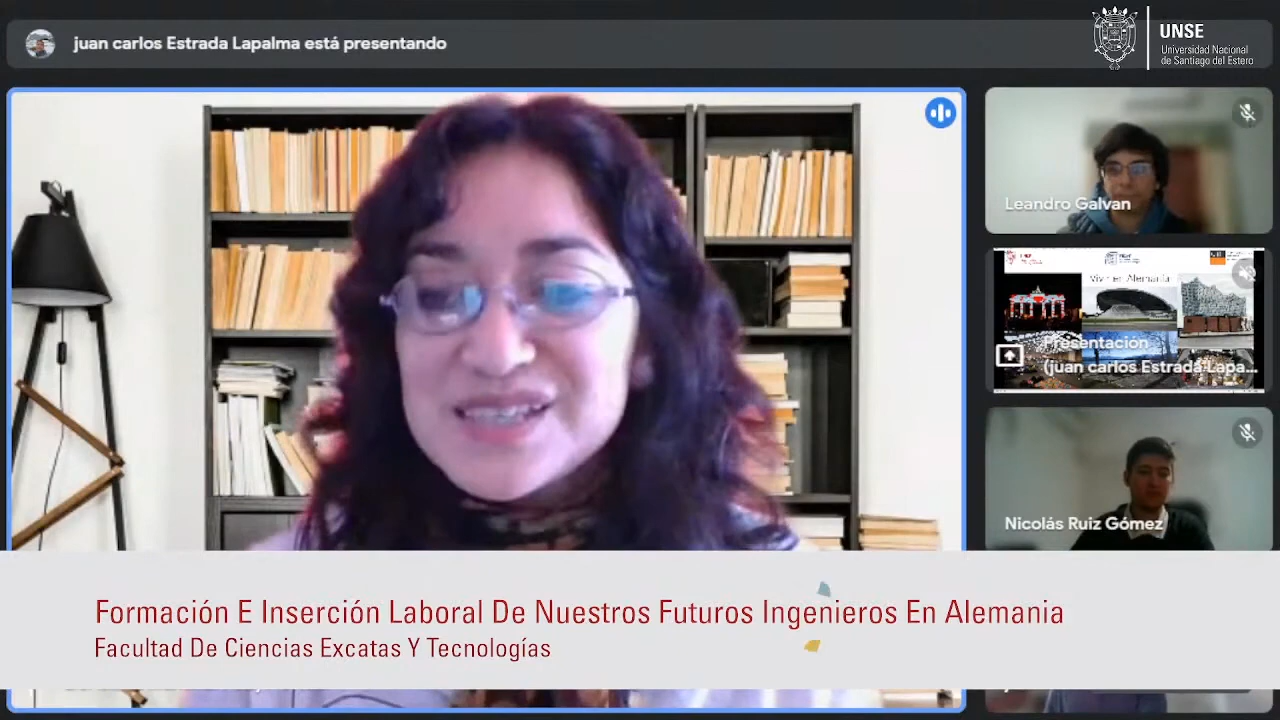 juan carlos Estrada Lapalma está presentando
UNSE
Universidad Nacional
de Santiago del Estero
Leandro Galvan
Vivir en Alemania
Presentación
(juan carlos Estrada Lapa...
Nicolás Ruiz Gómez
Formación E Inserción Laboral De Nuestros Futuros Ingenieros En Alemania
Facultad De Ciencias Excatas Y Tecnologías